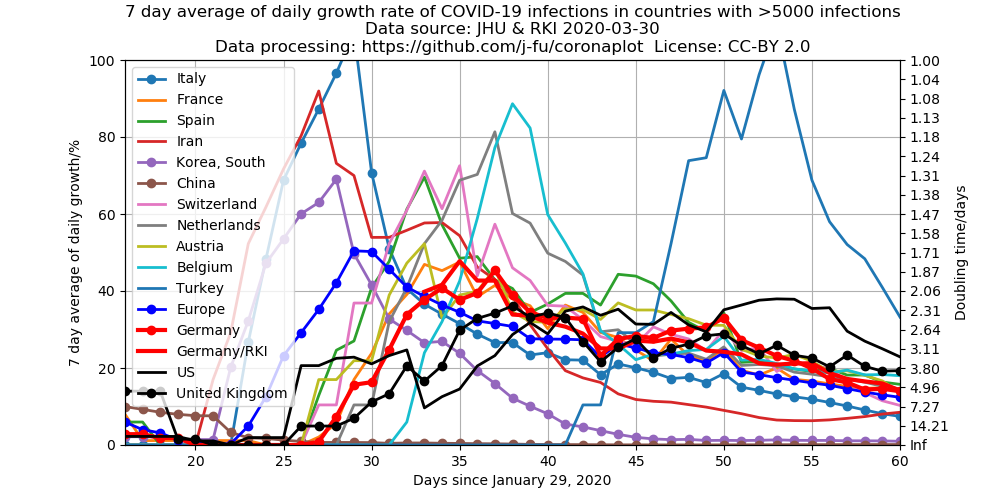 7 day average of daily growth rate of COVID-19 infections in countries with >5000 infections
Data source: JHU & RKI 2020-03-30
Data processing: https://github.com/j-fu/coronaplot License: CC-BY 2.0
7 day average of daily growth/%
100
80
60
40
20
0
Italy
France
Spain
Iran
Korea, South
China
Switzerland
Netherlands
Austria
Belgium
Turkey
Europe
Germany
Germany/RKI
US
United Kingdom
1.00
1.04
1.08
1.13
1.18
1.24
1.31
1.38
1.47
1.58
1.71
1.87
2.06
2.31
2.64
3.11
3.80
4.96
7.27
14.21
Inf
Doubling time/days
20 25 30 35 40 45 50 55 60
Days since January 29, 2020